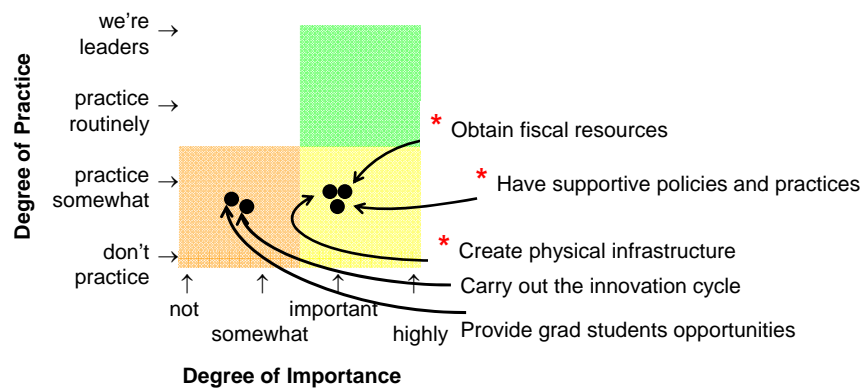 Degree of Practice
we're
leaders →
practice
routinely →
practice
somewhat →
don't
practice →
* Obtain fiscal resources
* Have supportive policies and practices
* Create physical infrastructure
Carry out the innovation cycle
Provide grad students opportunities
↑ ↑ ↑ ↑
not
somewhat
important
highly
Degree of Importance